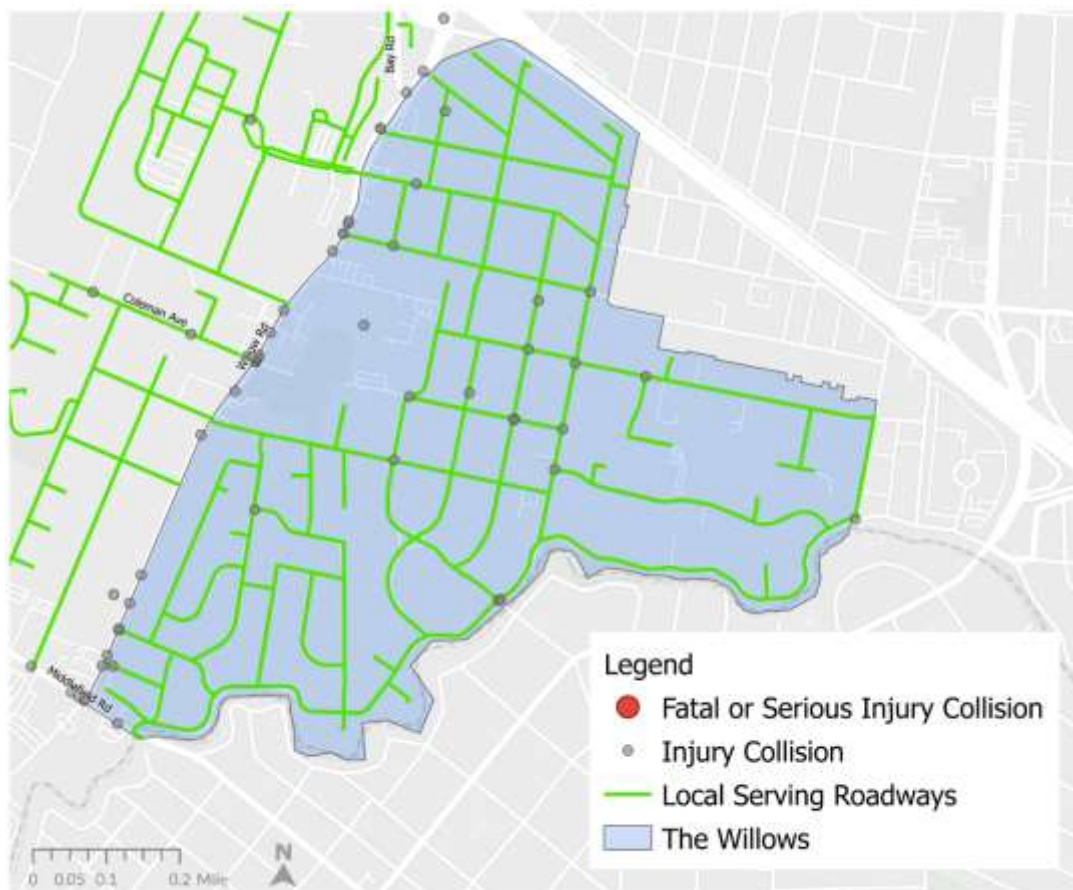 Bay Rd
Coleman Ave
Willow Rd
Middlefield Rd
Legend
Fatal or Serious Injury Collision
Injury Collision
Local Serving Roadways
The Willows
N
0 0.05 0.1 0.2 Mile